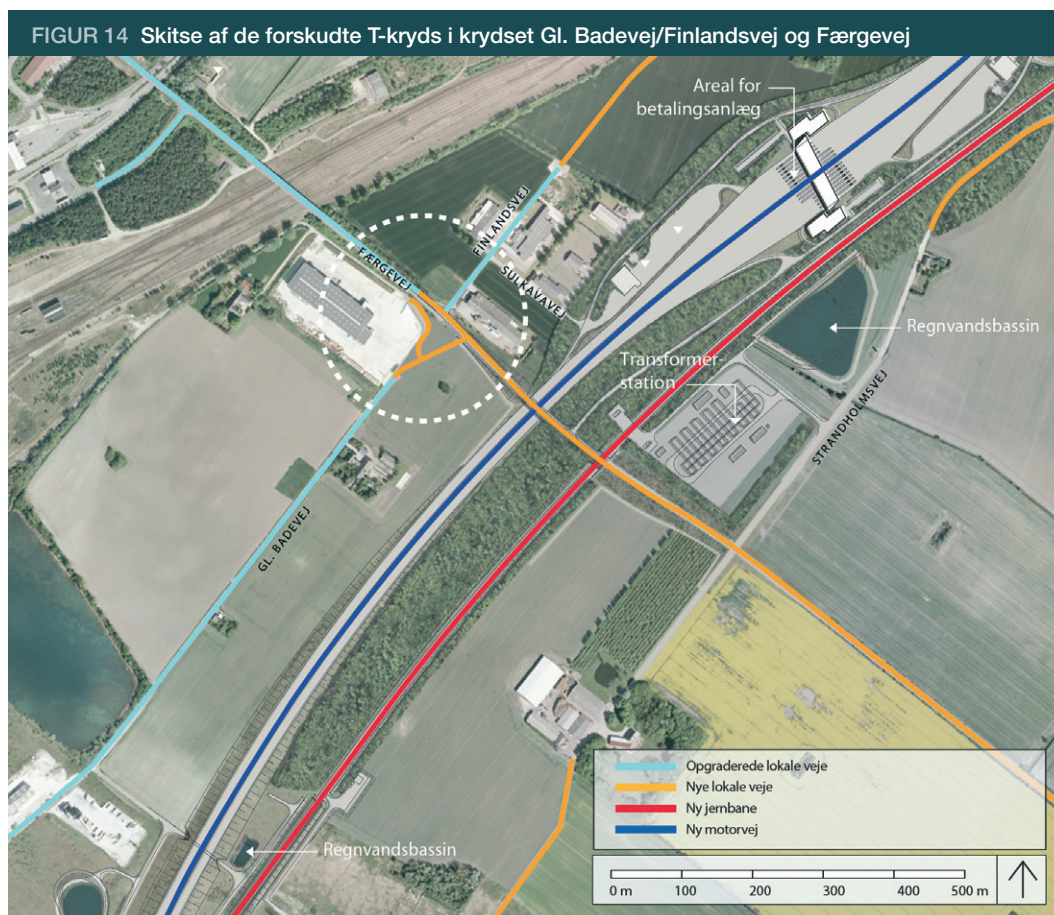 FIGUR 14 Skitse af de forskudte T-kryds i krydset Gl. Badevej/Finlandsvej og Færgevej
Areal for
betalingsanlæg
FINLANDSVEJ
FÆRGEVEJ
SULKAVAVEJ
Regnvandsbassin
Transformer-
station
STRANDHOLMSVEJ
GL. BADEVEJ
Regnvandsbassin
Opgraderede lokale veje
Nye lokale veje
Ny jernbane
Ny motorvej
0 m 100 200 300 400 500 m